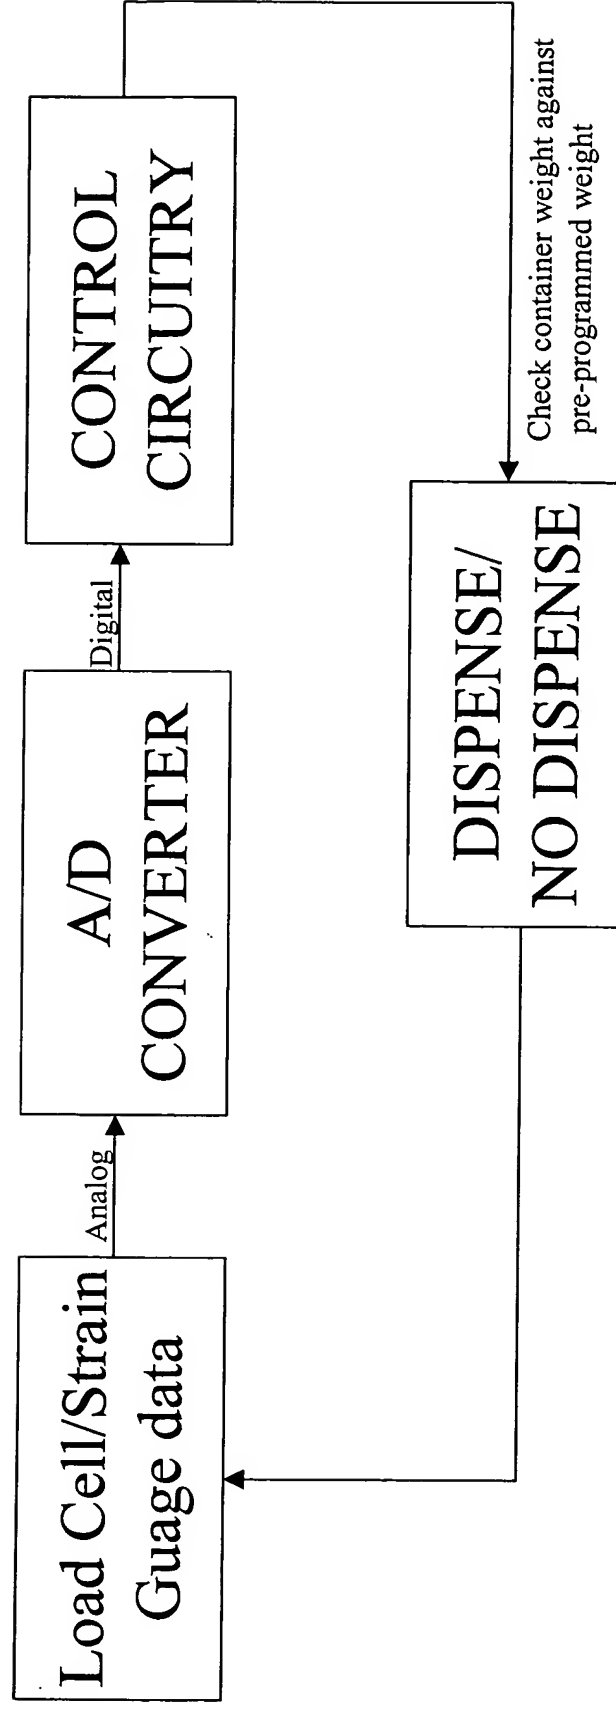 Load Cell/Strain
Guage data
Analog
A/D
CONVERTER
Digital
CONTROL
CIRCUITRY
Check container weight against
pre-programmed weight
DISPENSE/
NO DISPENSE